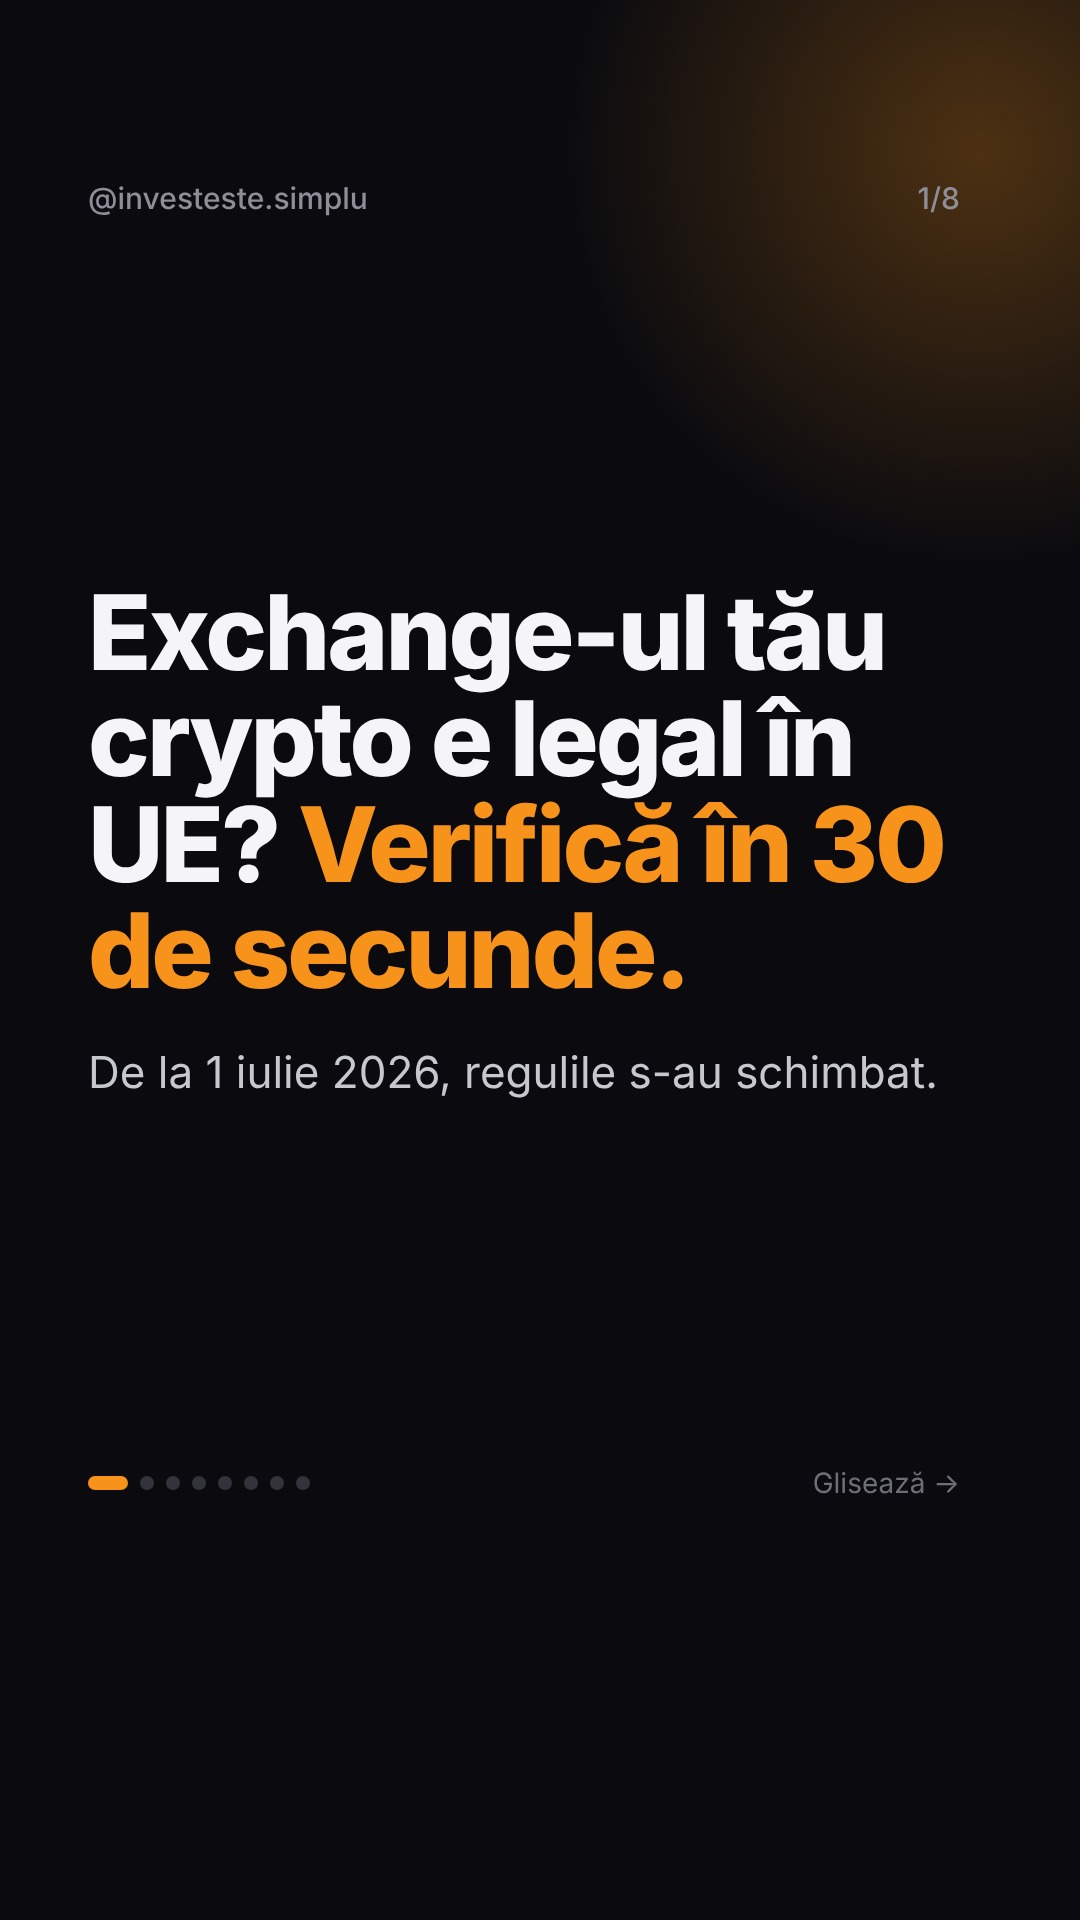 @investeste.simplu
1/8
Exchange-ul tău
crypto e legal în
UE? Verifică în 30
de secunde.
De la 1 iulie 2026, regulile s-au schimbat.
Glisează →